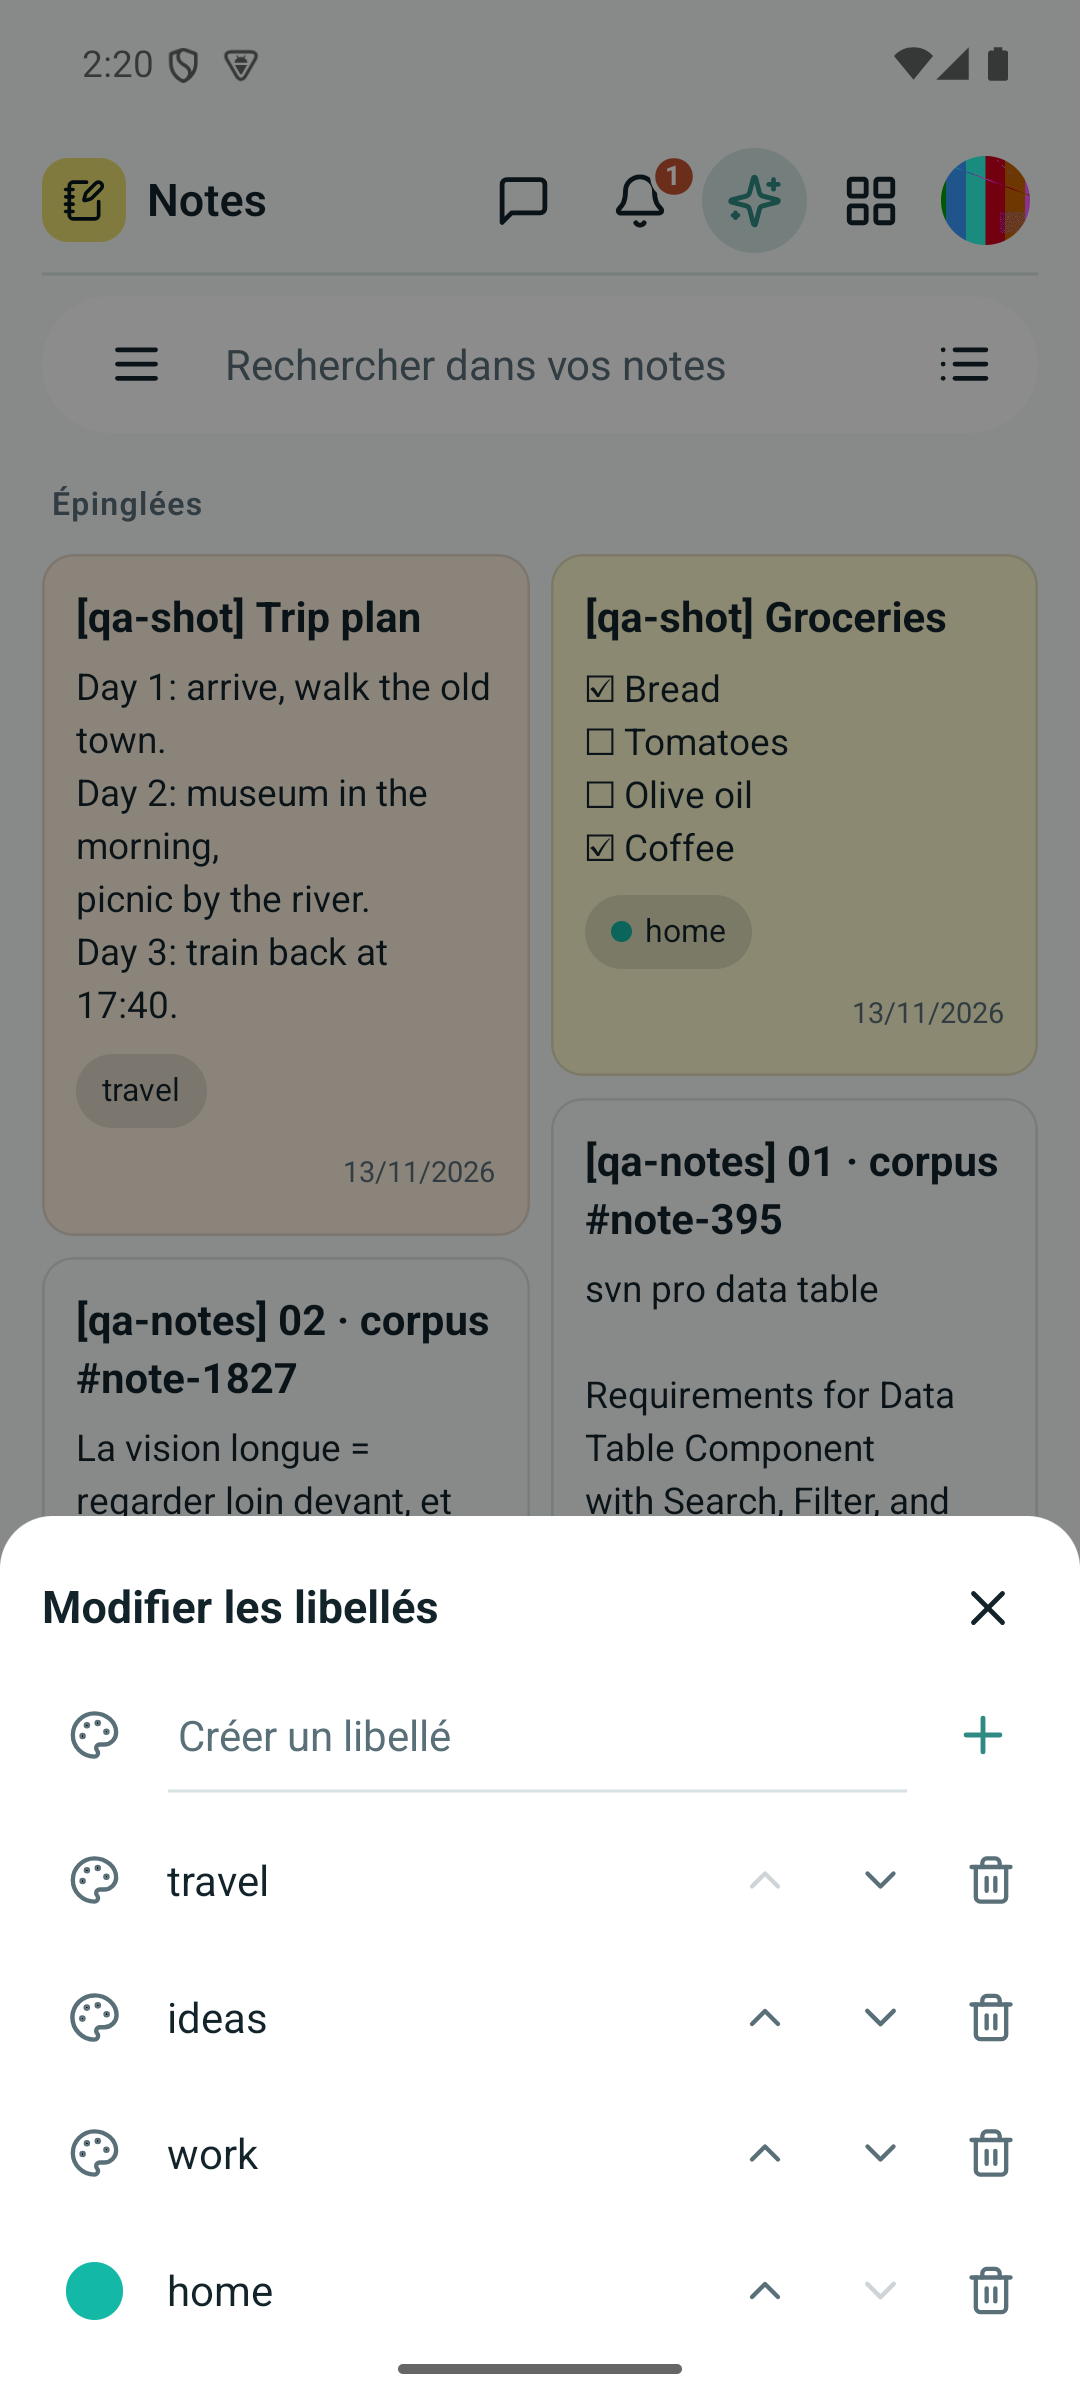 2:20
Notes
1
Rechercher dans vos notes
Épinglées
[qa-shot] Trip plan
Day 1: arrive, walk the old
town.
Day 2: museum in the
morning,
picnic by the river.
Day 3: train back at
17:40.
travel
13/11/2026
[qa-shot] Groceries
☑ Bread
☐ Tomatoes
☐ Olive oil
☑ Coffee
home
13/11/2026
[qa-notes] 02 · corpus
#note-1827
La vision longue =
regarder loin devant, et
[qa-notes] 01 · corpus
#note-395
svn pro data table
Requirements for Data
Table Component
with Search, Filter, and
Modifier les libellés
Créer un libellé
travel
ideas
work
home